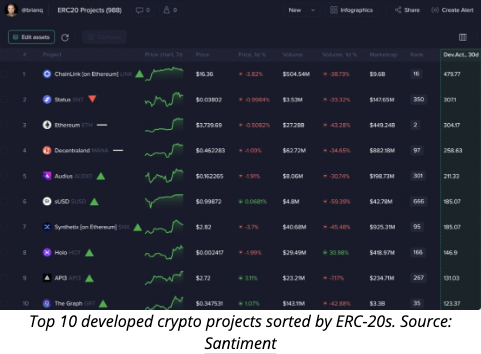 @brianq ERC20 Projects (988) 0 0 New Infographics Share Create Alert
Edit assets
# Project Price chart, 7d Price Price, 1d % Volume Volume, 1d % Marketcap Rank Dev.Act., 30d
1 ChainLink [on Ethereum] LINK $16.36 -3.82% $504.54M -38.73% $9.6B 16 479.77
2 Status SNT $0.03802 -0.9984% $3.53M -33.32% $147.65M 350 307.1
3 Ethereum ETH $3,739.69 -0.5092% $27.28B -43.28% $449.24B 2 304.17
4 Decentraland MANA $0.462283 -1.09% $62.72M -34.65% $882.18M 97 258.63
5 Audius AUDIO $0.162265 -1.91% $8.06M -30.74% $198.73M 301 211.33
6 sUSD SUSD $0.99872 0.0681% $4.8M -59.39% $42.78M 666 185.07
7 Synthetix [on Ethereum] SNX $2.82 -3.7% $40.68M -45.48% $925.31M 95 185.07
8 Holo HOT $0.002417 -1.99% $29.49M 30.98% $418.97M 166 146.9
9 API3 API3 $2.72 3.11% $23.21M -7.17% $234.71M 267 131.03
10 The Graph GRT $0.347531 1.07% $143.11M -42.88% $3.3B 35 123.37
Top 10 developed crypto projects sorted by ERC-20s. Source:
Santiment